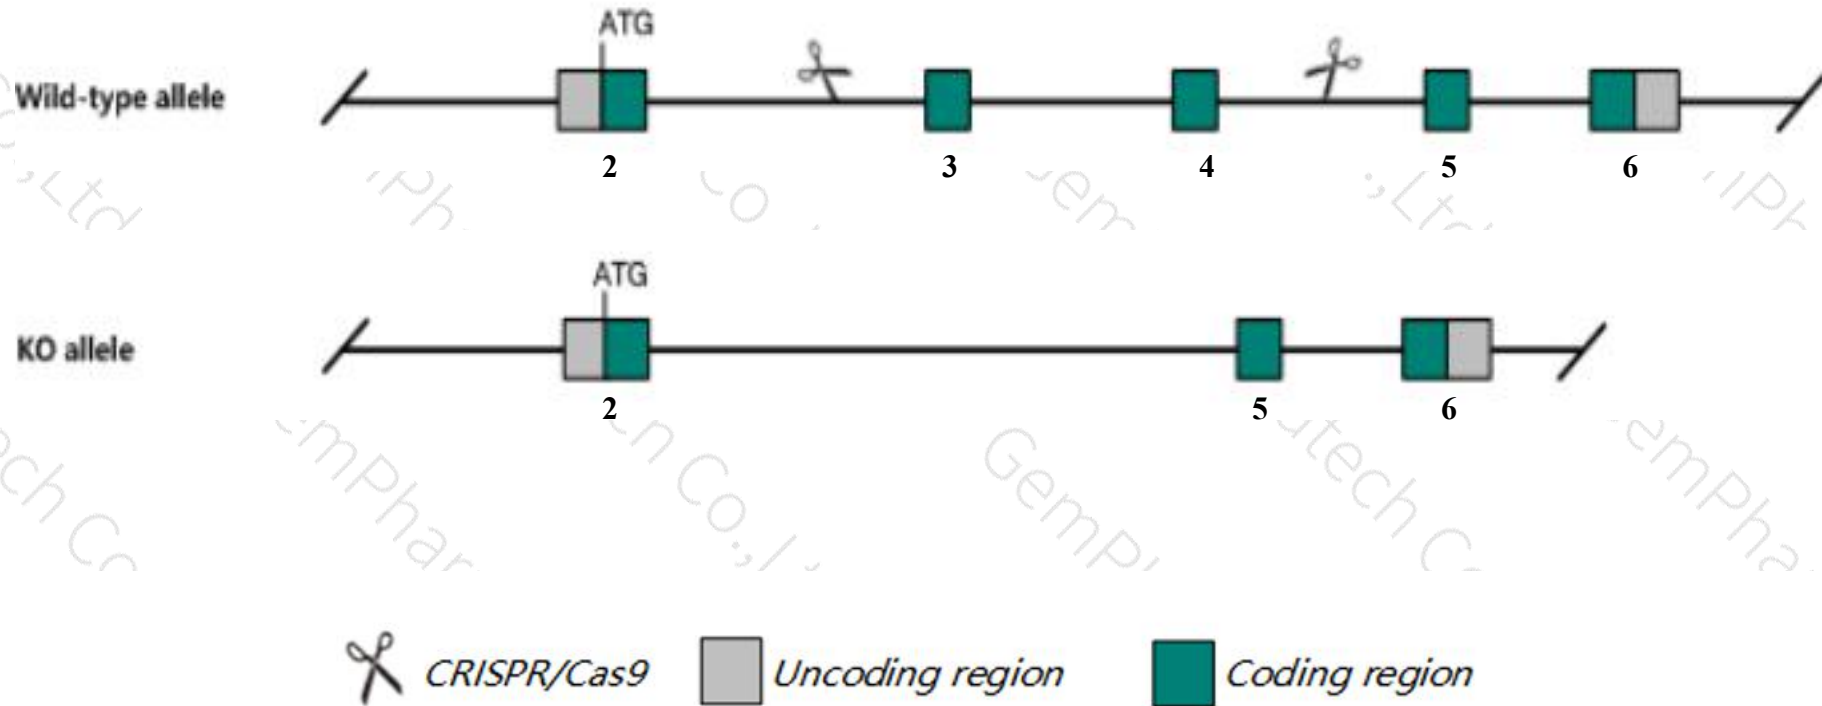 ATG
Wild-type allele
2 3 4 5 6
ATG
KO allele
2 5 6
CRISPR/Cas9 Uncoding region Coding region